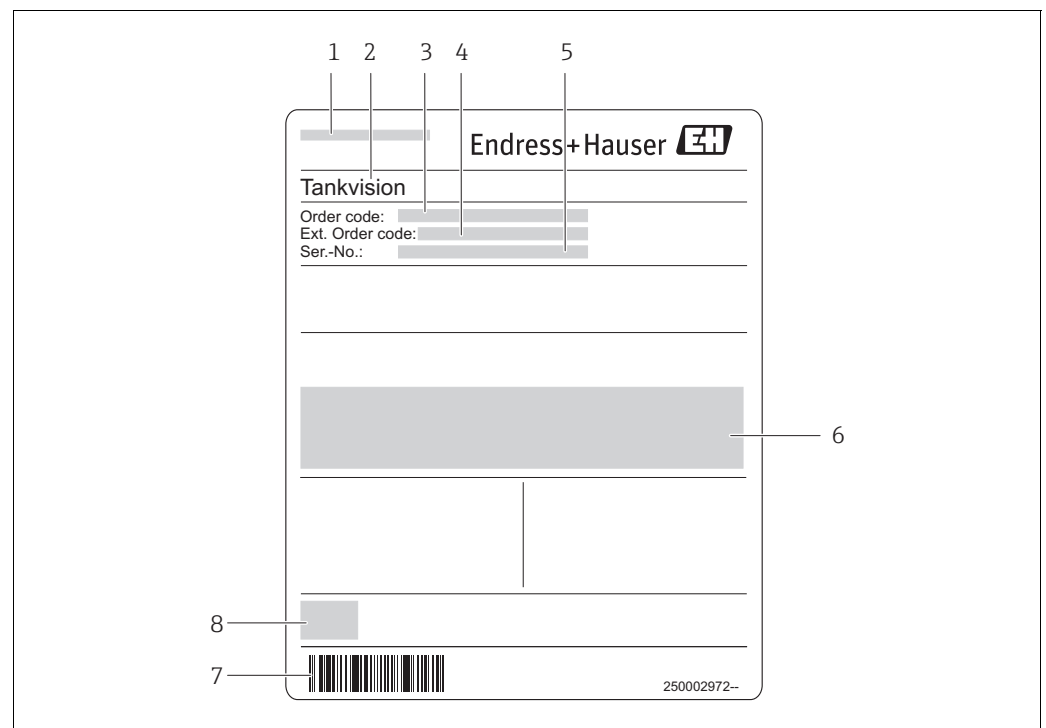 1 2 3 4 5
Endress+Hauser EH
Tankvision
Order code:
Ext. Order code:
Ser.-No.:
6
8
7
250002972--